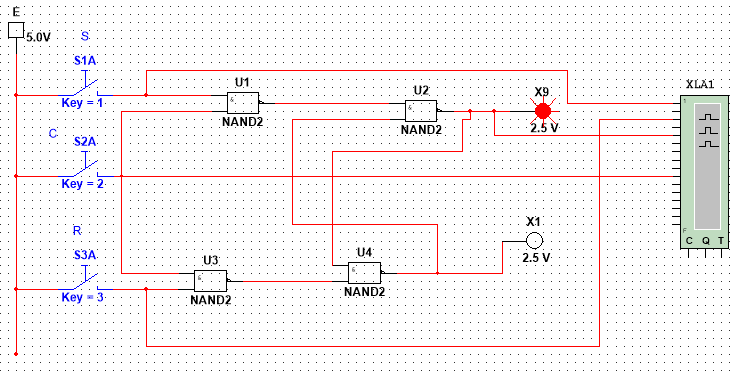 E
5.0V
S
S1A
Key = 1
U1
&
NAND2
U2
&
NAND2
X9
2.5 V
XLA1
1
F
C Q T
C
S2A
Key = 2
R
S3A
Key = 3
U3
&
NAND2
U4
&
NAND2
X1
2.5 V